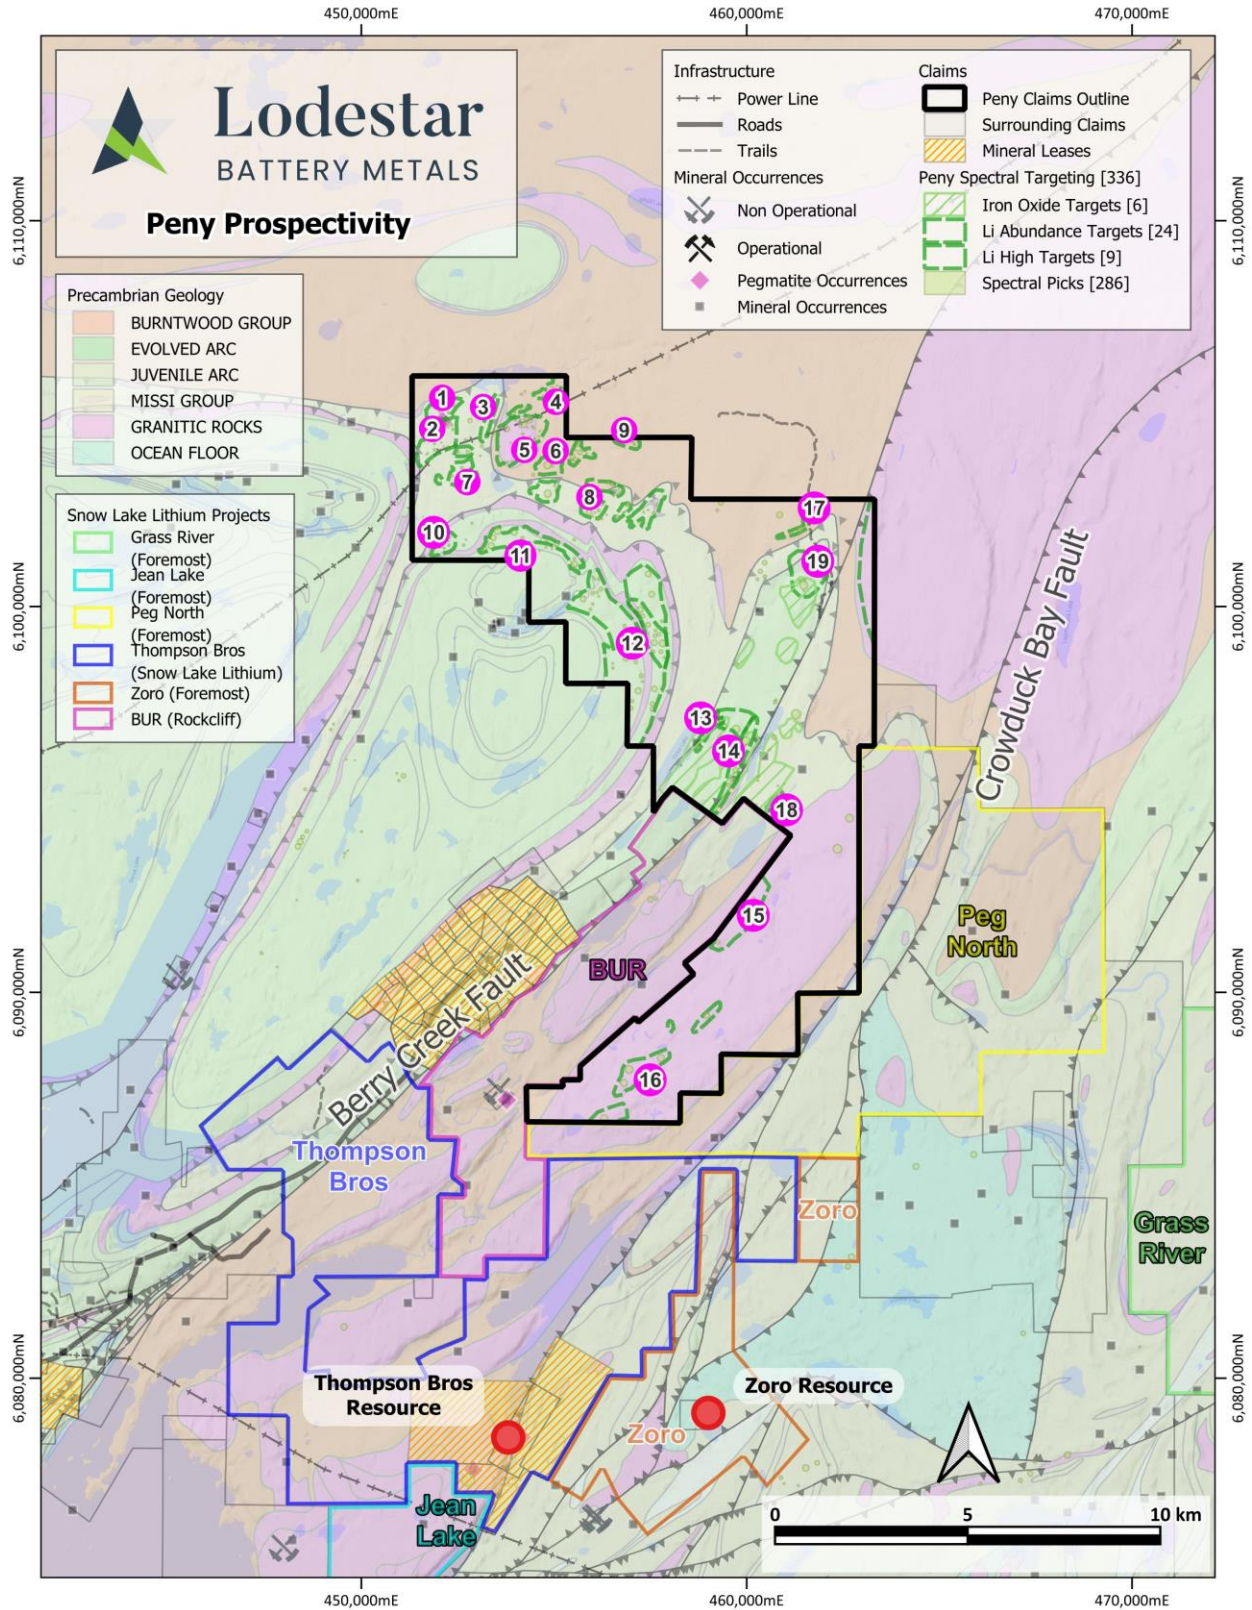 450,000mE
460,000mE
470,000mE
Lodestar
BATTERY METALS
Peny Prospectivity
Infrastructure
Power Line
Roads
Trails
Mineral Occurrences
Non Operational
Operational
Pegmatite Occurrences
Mineral Occurrences
Claims
Peny Claims Outline
Surrounding Claims
Mineral Leases
Peny Spectral Targeting [336]
Iron Oxide Targets [6]
Li Abundance Targets [24]
Li High Targets [9]
Spectral Picks [286]
6,110,000mN
6,110,000mN
Precambrian Geology
BURNTWOOD GROUP
EVOLVED ARC
JUVENILE ARC
MISSI GROUP
GRANITIC ROCKS
OCEAN FLOOR
Snow Lake Lithium Projects
Grass River
(Foremost)
Jean Lake
(Foremost)
Peg North
(Foremost)
Thompson Bros
(Snow Lake Lithium)
Zoro (Foremost)
BUR (Rockcliff)
1
2
3
4
5
6
7
8
9
10
11
12
13
14
15
16
17
18
19
6,100,000mN
6,100,000mN
Crowduck Bay Fault
Peg
North
BUR
Berry Creek Fault
6,090,000mN
6,090,000mN
Thompson
Bros
Zoro
Grass
River
Thompson Bros
Resource
Zoro Resource
Zoro
6,080,000mN
6,080,000mN
Jean
Lake
0
5
10 km
450,000mE
460,000mE
470,000mE